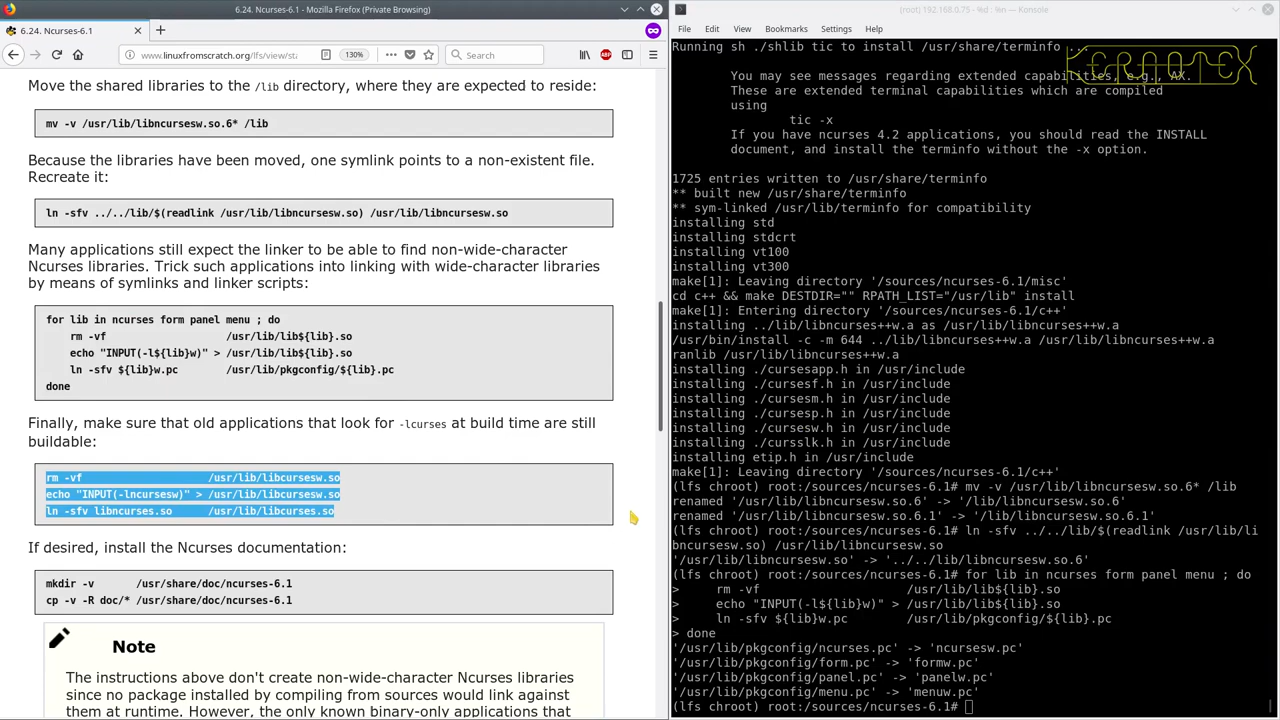 6.24. Ncurses-6.1 - Mozilla Firefox (Private Browsing)
6.24. Ncurses-6.1
www.linuxfromscratch.org/lfs/view/sta
130%
Search
ABP
Move the shared libraries to the /lib directory, where they are expected to reside:
mv -v /usr/lib/libncursesw.so.6* /lib
Because the libraries have been moved, one symlink points to a non-existent file.
Recreate it:
ln -sfv ../../lib/$(readlink /usr/lib/libncursesw.so) /usr/lib/libncursesw.so
Many applications still expect the linker to be able to find non-wide-character
Ncurses libraries. Trick such applications into linking with wide-character libraries
by means of symlinks and linker scripts:
for lib in ncurses form panel menu ; do
rm -vf /usr/lib/lib${lib}.so
echo "INPUT(-l${lib}w)" > /usr/lib/lib${lib}.so
ln -sfv ${lib}w.pc /usr/lib/pkgconfig/${lib}.pc
done
Finally, make sure that old applications that look for -lcurses at build time are still
buildable:
rm -vf /usr/lib/libcursesw.so
echo "INPUT(-lncursesw)" > /usr/lib/libcursesw.so
ln -sfv libncurses.so /usr/lib/libcurses.so
If desired, install the Ncurses documentation:
mkdir -v /usr/share/doc/ncurses-6.1
cp -v -R doc/* /usr/share/doc/ncurses-6.1
Note
The instructions above don't create non-wide-character Ncurses libraries
since no package installed by compiling from sources would link against
them at runtime. However, the only known binary-only applications that
(root) 192.168.0.75 - %d : %n — Konsole
File Edit View Bookmarks Settings
KEROOTEX
Running sh ./shlib tic to install /usr/share/terminfo ...
You may see messages regarding extended capabilities, e.g., AX.
These are extended terminal capabilities which are compiled
using
tic -x
If you have ncurses 4.2 applications, you should read the INSTALL
document, and install the terminfo without the -x option.
1725 entries written to /usr/share/terminfo
** built new /usr/share/terminfo
** sym-linked /usr/lib/terminfo for compatibility
installing std
installing stdcrt
installing vt100
installing vt300
make[1]: Leaving directory '/sources/ncurses-6.1/misc'
cd c++ && make DESTDIR="" RPATH_LIST="/usr/lib" install
make[1]: Entering directory '/sources/ncurses-6.1/c++'
installing ../lib/libncurses++w.a as /usr/lib/libncurses++w.a
/usr/bin/install -c -m 644 ../lib/libncurses++w.a /usr/lib/libncurses++w.a
ranlib /usr/lib/libncurses++w.a
installing ./cursesapp.h in /usr/include
installing ./cursesf.h in /usr/include
installing ./cursesm.h in /usr/include
installing ./cursesp.h in /usr/include
installing ./cursesw.h in /usr/include
installing ./cursslk.h in /usr/include
installing etip.h in /usr/include
make[1]: Leaving directory '/sources/ncurses-6.1/c++'
(lfs chroot) root:/sources/ncurses-6.1# mv -v /usr/lib/libncursesw.so.6* /lib
renamed '/usr/lib/libncursesw.so.6' -> '/lib/libncursesw.so.6'
renamed '/usr/lib/libncursesw.so.6.1' -> '/lib/libncursesw.so.6.1'
(lfs chroot) root:/sources/ncurses-6.1# ln -sfv ../../lib/$(readlink /usr/li
bncursesw.so) /usr/lib/libncursesw.so
'/usr/lib/libncursesw.so' -> '../../lib/libncursesw.so.6'
(lfs chroot) root:/sources/ncurses-6.1# for lib in ncurses form panel menu ; do
> rm -vf /usr/lib/lib${lib}.so
> echo "INPUT(-l${lib}w)" > /usr/lib/lib${lib}.so
> ln -sfv ${lib}w.pc /usr/lib/pkgconfig/${lib}.pc
> done
'/usr/lib/pkgconfig/ncurses.pc' -> 'ncursesw.pc'
'/usr/lib/pkgconfig/form.pc' -> 'formw.pc'
'/usr/lib/pkgconfig/panel.pc' -> 'panelw.pc'
'/usr/lib/pkgconfig/menu.pc' -> 'menuw.pc'
(lfs chroot) root:/sources/ncurses-6.1#